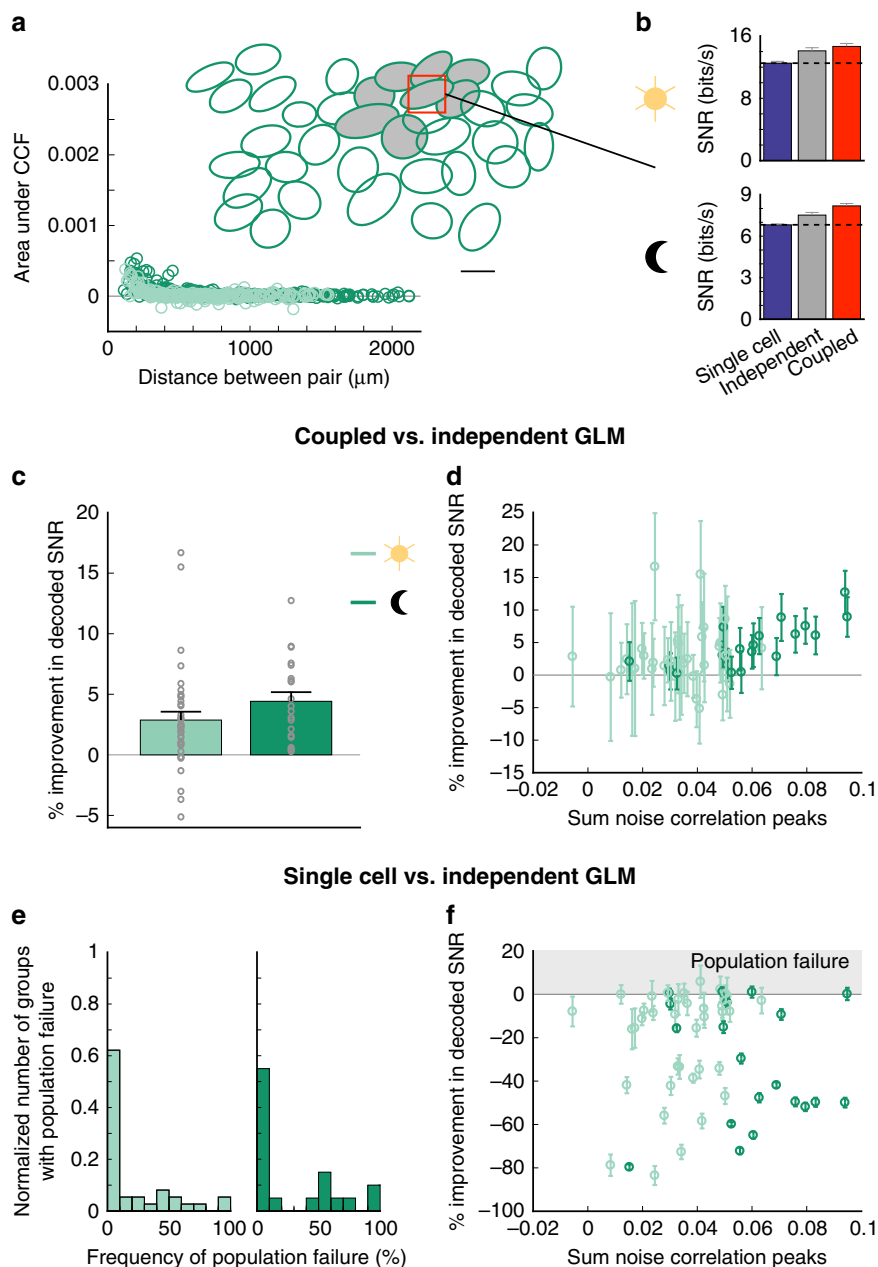 a
Area under CCF
0.003
0.002
0.001
0
200
1000
2000
Distance between pair (μm)
b
SNR (bits/s)
16
12
8
4
0
SNR (bits/s)
9
6
3
0
Single cell
Independent
Coupled
Coupled vs. independent GLM
c
% improvement in decoded SNR
20
15
10
5
0
–5
d
% improvement in decoded SNR
25
20
15
10
5
0
–5
–10
–15
–0.02
0
0.02
0.04
0.06
0.08
0.1
Sum noise correlation peaks
Single cell vs. independent GLM
e
Normalized number of groups
with population failure
1
0.8
0.6
0.4
0.2
0
50
100
50
100
Frequency of population failure (%)
f
% improvement in decoded SNR
20
0
–20
–40
–60
–80
–100
Population failure
–0.02
0
0.02
0.04
0.06
0.08
0.1
Sum noise correlation peaks